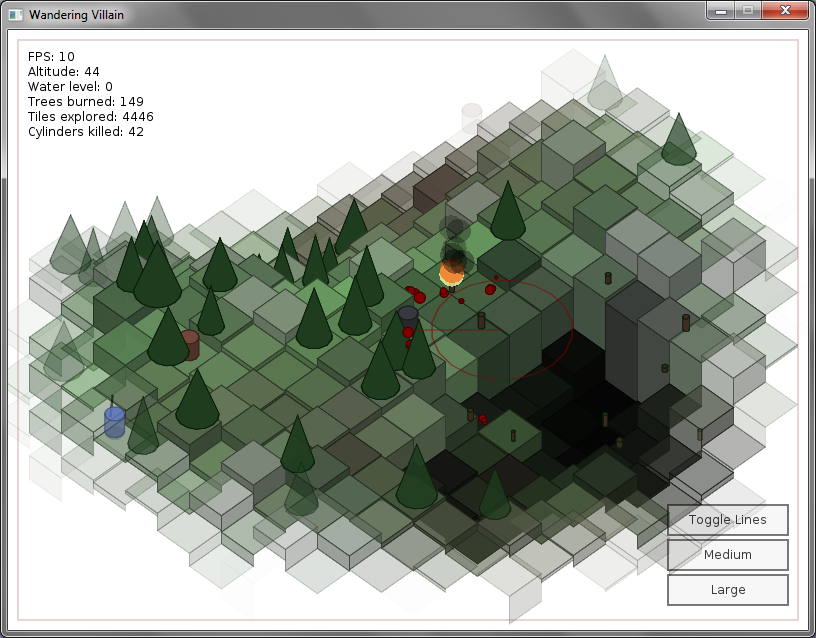 Wandering Villain
FPS: 10
Altitude: 44
Water level: 0
Trees burned: 149
Tiles explored: 4446
Cylinders killed: 42
Toggle Lines
Medium
Large